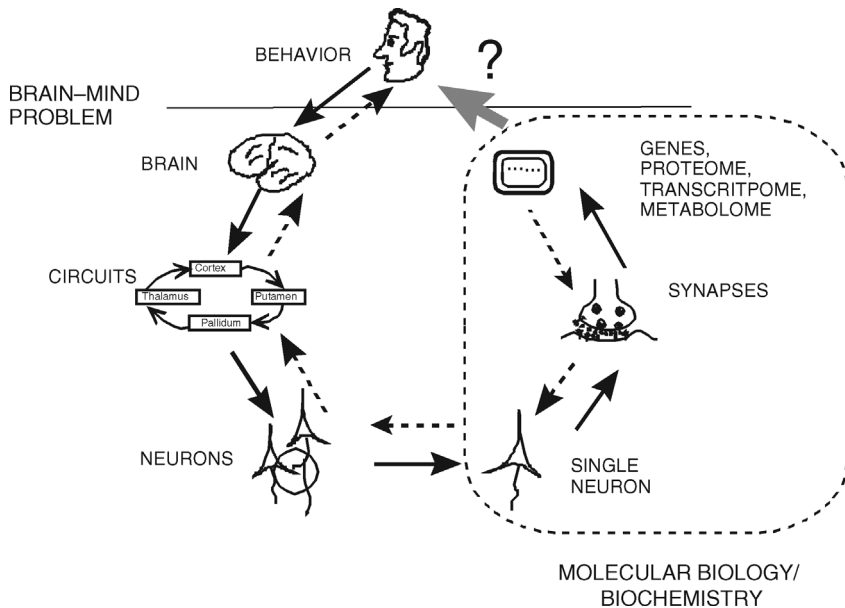 BEHAVIOR
?
BRAIN–MIND
PROBLEM
BRAIN
GENES,
PROTEOME,
TRANSCRITPOME,
METABOLOME
CIRCUITS
Cortex
Thalamus
Putamen
Pallidum
SYNAPSES
NEURONS
SINGLE
NEURON
MOLECULAR BIOLOGY/
BIOCHEMISTRY